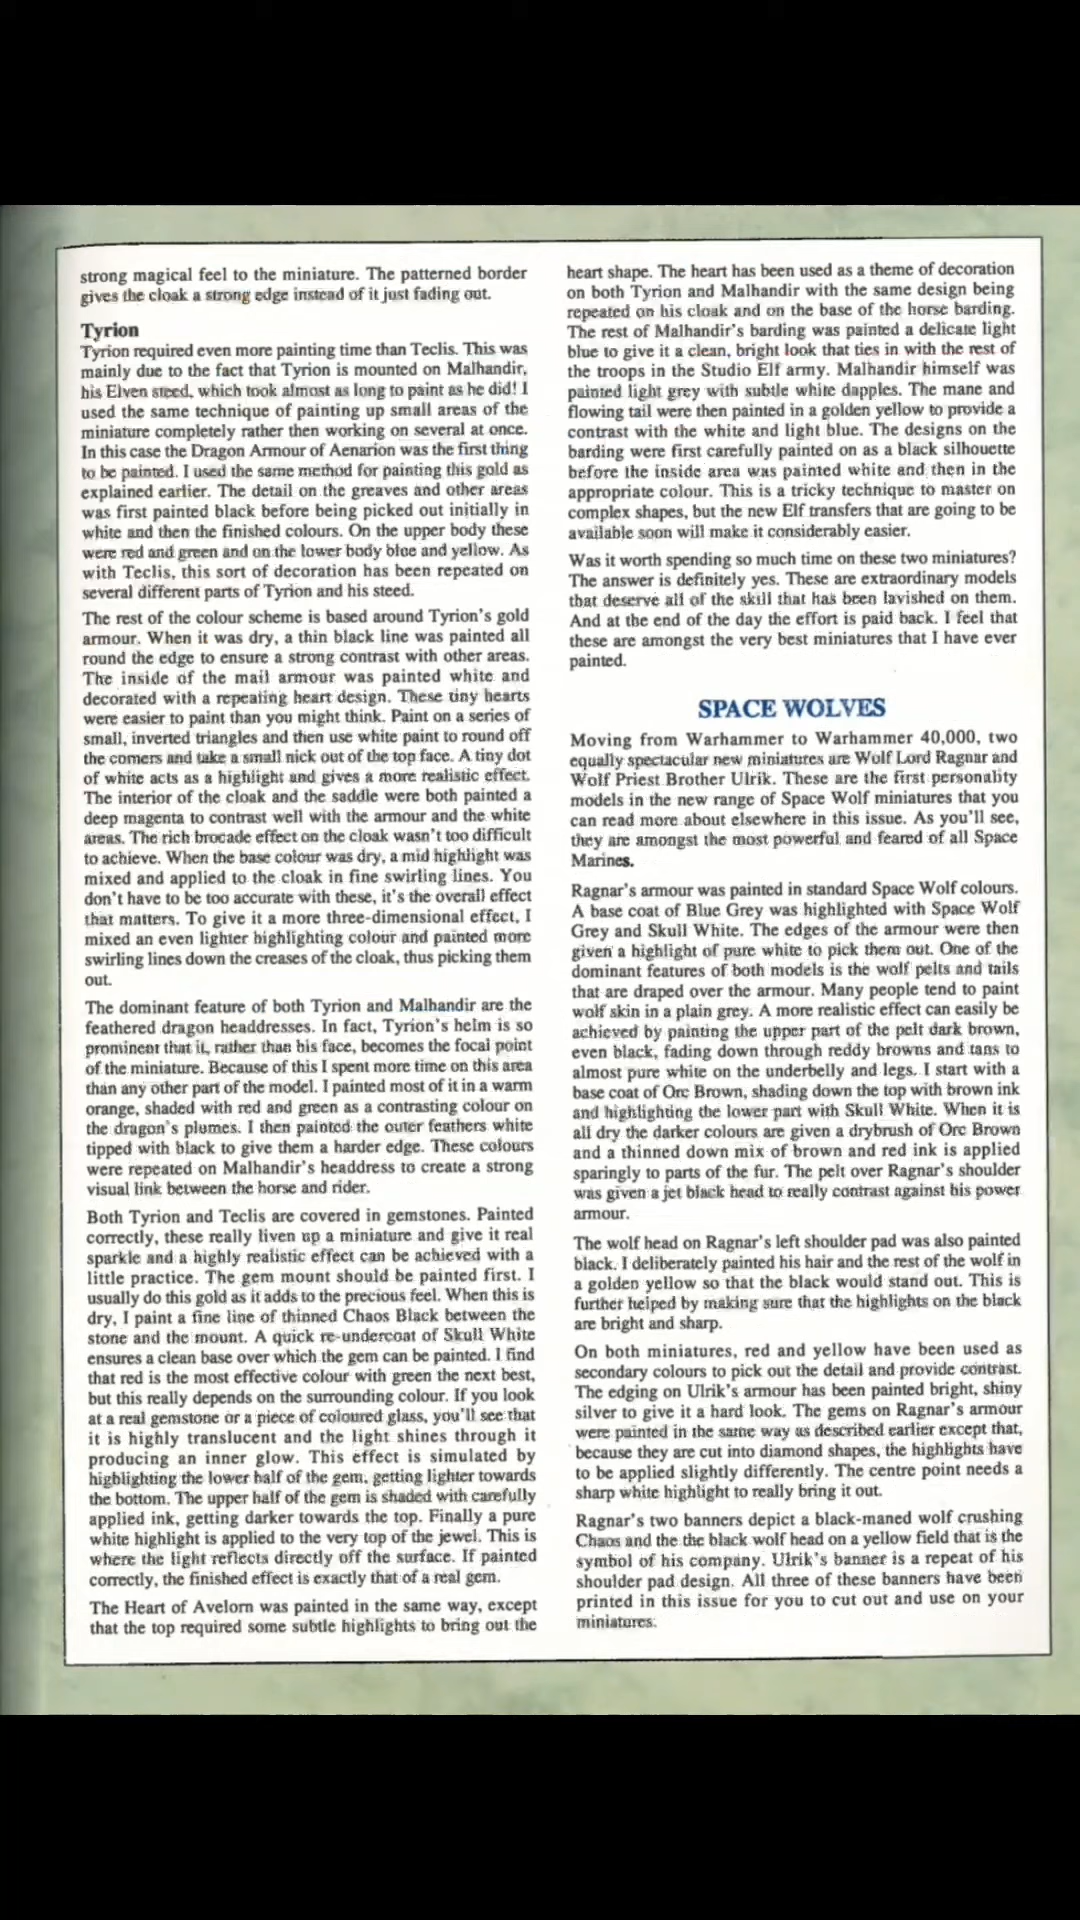 strong magical feel to the miniature. The patterned border
gives the cloak a strong edge instead of it just fading out.
Tyrion
Tyrion required even more painting time than Teclis. This was
mainly due to the fact that Tyrion is mounted on Malhandir,
his Elven steed, which took almost as long to paint as he did! I
used the same technique of painting up small areas of the
miniature completely rather then working on several at once.
In this case the Dragon Armour of Aenarion was the first thing
to be painted. I used the same method for painting this gold as
explained earlier. The detail on the greaves and other areas
was first painted black before being picked out initially in
white and then the finished colours. On the upper body these
were red and green and on the lower body blue and yellow. As
with Teclis, this sort of decoration has been repeated on
several different parts of Tyrion and his steed.
The rest of the colour scheme is based around Tyrion's gold
armour. When it was dry, a thin black line was painted all
round the edge to ensure a strong contrast with other areas.
The inside of the mail armour was painted white and
decorated with a repeating heart design. These tiny hearts
were easier to paint than you might think. Paint on a series of
small, inverted triangles and then use white paint to round off
the corners and take a small nick out of the top face. A tiny dot
of white acts as a highlight and gives a more realistic effect.
The interior of the cloak and the saddle were both painted a
deep magenta to contrast well with the armour and the white
areas. The rich brocade effect on the cloak wasn't too difficult
to achieve. When the base colour was dry, a mid highlight was
mixed and applied to the cloak in fine swirling lines. You
don't have to be too accurate with these, it's the overall effect
that matters. To give it a more three-dimensional effect, I
mixed an even lighter highlighting colour and painted more
swirling lines down the creases of the cloak, thus picking them
out.
The dominant feature of both Tyrion and Malhandir are the
feathered dragon headdresses. In fact, Tyrion's helm is so
prominent that it, rather than his face, becomes the focal point
of the miniature. Because of this I spent more time on this area
than any other part of the model. I painted most of it in a warm
orange, shaded with red and green as a contrasting colour on
the dragon's plumes. I then painted the outer feathers white
tipped with black to give them a harder edge. These colours
were repeated on Malhandir's headdress to create a strong
visual link between the horse and rider.
Both Tyrion and Teclis are covered in gemstones. Painted
correctly, these really liven up a miniature and give it real
sparkle and a highly realistic effect can be achieved with a
little practice. The gem mount should be painted first. I
usually do this gold as it adds to the precious feel. When this is
dry, I paint a fine line of thinned Chaos Black between the
stone and the mount. A quick re-undercoat of Skull White
ensures a clean base over which the gem can be painted. I find
that red is the most effective colour with green the next best,
but this really depends on the surrounding colour. If you look
at a real gemstone or a piece of coloured glass, you'll see that
it is highly translucent and the light shines through it
producing an inner glow. This effect is simulated by
highlighting the lower half of the gem, getting lighter towards
the bottom. The upper half of the gem is shaded with carefully
applied ink, getting darker towards the top. Finally a pure
white highlight is applied to the very top of the jewel. This is
where the light reflects directly off the surface. If painted
correctly, the finished effect is exactly that of a real gem.
The Heart of Avelorn was painted in the same way, except
that the top required some subtle highlights to bring out the
heart shape. The heart has been used as a theme of decoration
on both Tyrion and Malhandir with the same design being
repeated on his cloak and on the base of the horse barding.
The rest of Malhandir's barding was painted a delicate light
blue to give it a clean, bright look that ties in with the rest of
the troops in the Studio Elf army. Malhandir himself was
painted light grey with subtle white dapples. The mane and
flowing tail were then painted in a golden yellow to provide a
contrast with the white and light blue. The designs on the
barding were first carefully painted on as a black silhouette
before the inside area was painted white and then in the
appropriate colour. This is a tricky technique to master on
complex shapes, but the new Elf transfers that are going to be
available soon will make it considerably easier.
Was it worth spending so much time on these two miniatures?
The answer is definitely yes. These are extraordinary models
that deserve all of the skill that has been lavished on them.
And at the end of the day the effort is paid back. I feel that
these are amongst the very best miniatures that I have ever
painted.
SPACE WOLVES
Moving from Warhammer to Warhammer 40,000, two
equally spectacular new miniatures are Wolf Lord Ragnar and
Wolf Priest Brother Ulrik. These are the first personality
models in the new range of Space Wolf miniatures that you
can read more about elsewhere in this issue. As you'll see,
they are amongst the most powerful and feared of all Space
Marines.
Ragnar's armour was painted in standard Space Wolf colours.
A base coat of Blue Grey was highlighted with Space Wolf
Grey and Skull White. The edges of the armour were then
given a highlight of pure white to pick them out. One of the
dominant features of both models is the wolf pelts and tails
that are draped over the armour. Many people tend to paint
wolf skin in a plain grey. A more realistic effect can easily be
achieved by painting the upper part of the pelt dark brown,
even black, fading down through reddy browns and tans to
almost pure white on the underbelly and legs. I start with a
base coat of Orc Brown, shading down the top with brown ink
and highlighting the lower part with Skull White. When it is
all dry the darker colours are given a drybrush of Orc Brown
and a thinned down mix of brown and red ink is applied
sparingly to parts of the fur. The pelt over Ragnar's shoulder
was given a jet black head to really contrast against his power
armour.
The wolf head on Ragnar's left shoulder pad was also painted
black. I deliberately painted his hair and the rest of the wolf in
a golden yellow so that the black would stand out. This is
further helped by making sure that the highlights on the black
are bright and sharp.
On both miniatures, red and yellow have been used as
secondary colours to pick out the detail and provide contrast.
The edging on Ulrik's armour has been painted bright, shiny
silver to give it a hard look. The gems on Ragnar's armour
were painted in the same way as described earlier except that,
because they are cut into diamond shapes, the highlights have
to be applied slightly differently. The centre point needs a
sharp white highlight to really bring it out.
Ragnar's two banners depict a black-maned wolf crushing
Chaos and the the black wolf head on a yellow field that is the
symbol of his company. Ulrik's banner is a repeat of his
shoulder pad design. All three of these banners have been
printed in this issue for you to cut out and use on your
miniatures.